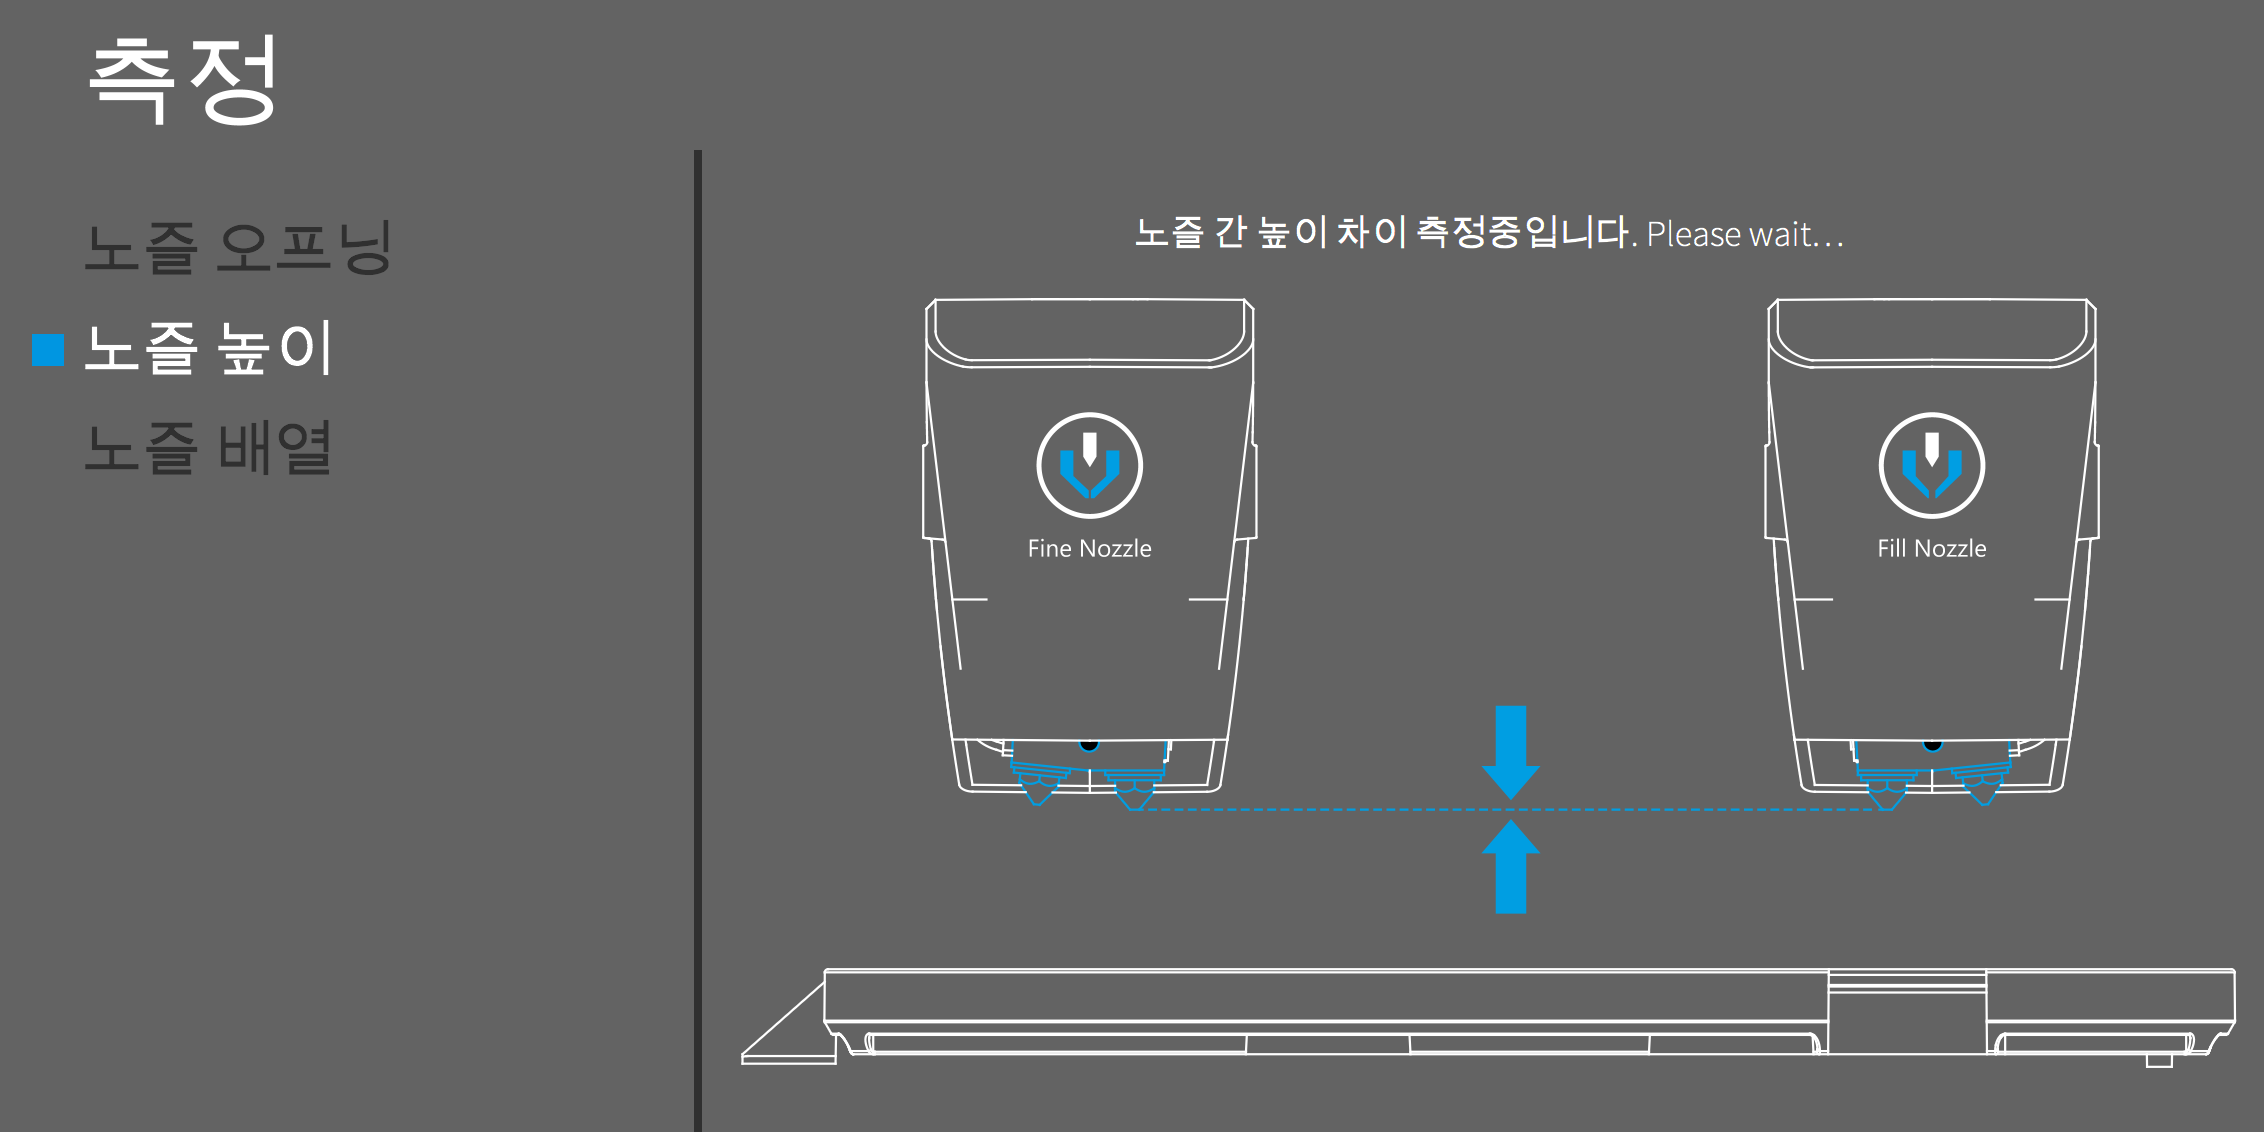 측정
노즐 오프닝
노즐 높이
노즐 배열
노즐 간 높이 차이 측정중입니다. Please wait...
Fine Nozzle
Fill Nozzle